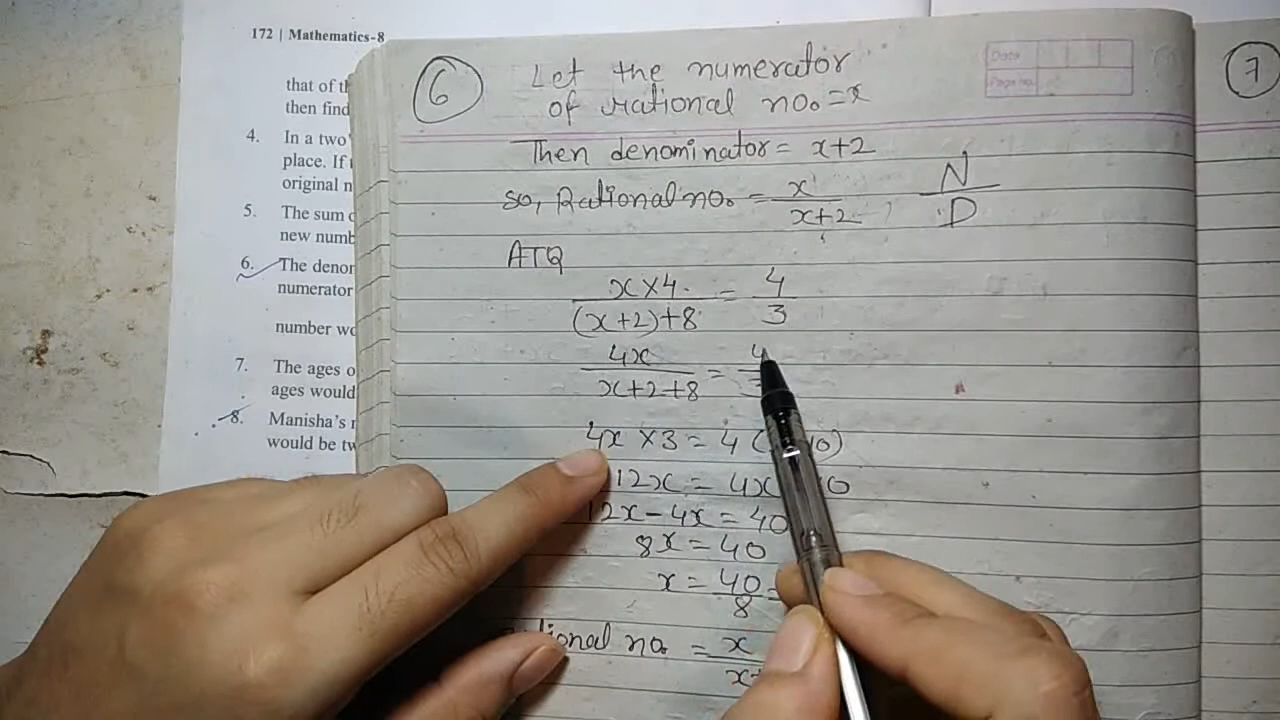 172 | Mathematics-8
that of th
then find
4. In a two
place. If
original n
5. The sum
new numb
6. The denor
numerator
number wo
7. The ages o
ages would
8. Manisha's
would be tw
6
Let the numerator
of rational no. = x
Date
Page No.
Then denominator = x+2
so, Rational no. = x/(x+2) N/D
ATQ
x×4/((x+2)+8) = 4/3
4x/(x+2+8) = 4
4x × 3 = 4 (10)
12x = 4x
12x - 4x = 40
8x = 40
x = 40/8 =
no. = x
7